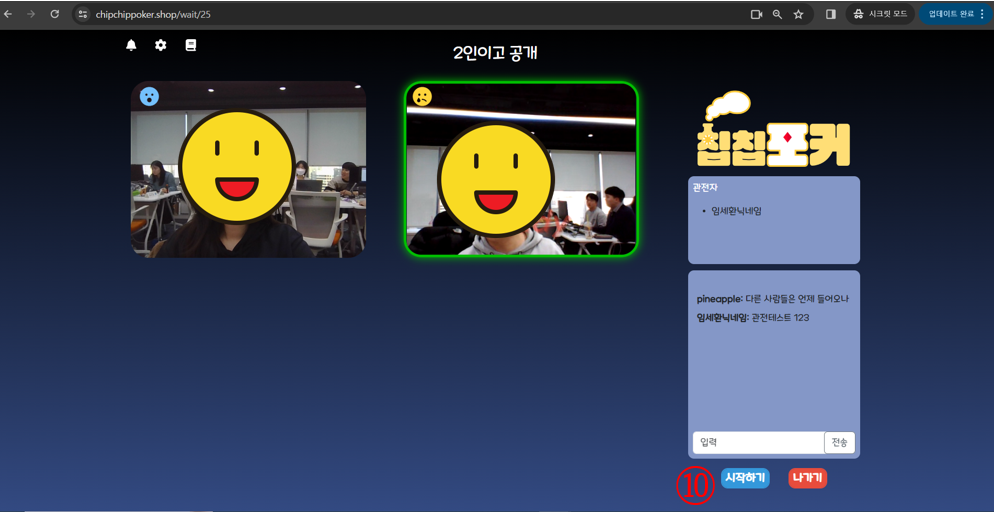 chipchippoker.shop/wait/25
시크릿 모드
업데이트 완료
2인이고 공개
칩칩포커
관전자
임세환닉네임
pineapple: 다른 사람들은 언제 들어오나
임세환닉네임: 관전테스트 123
입력
전송
⑩
시작하기
나가기